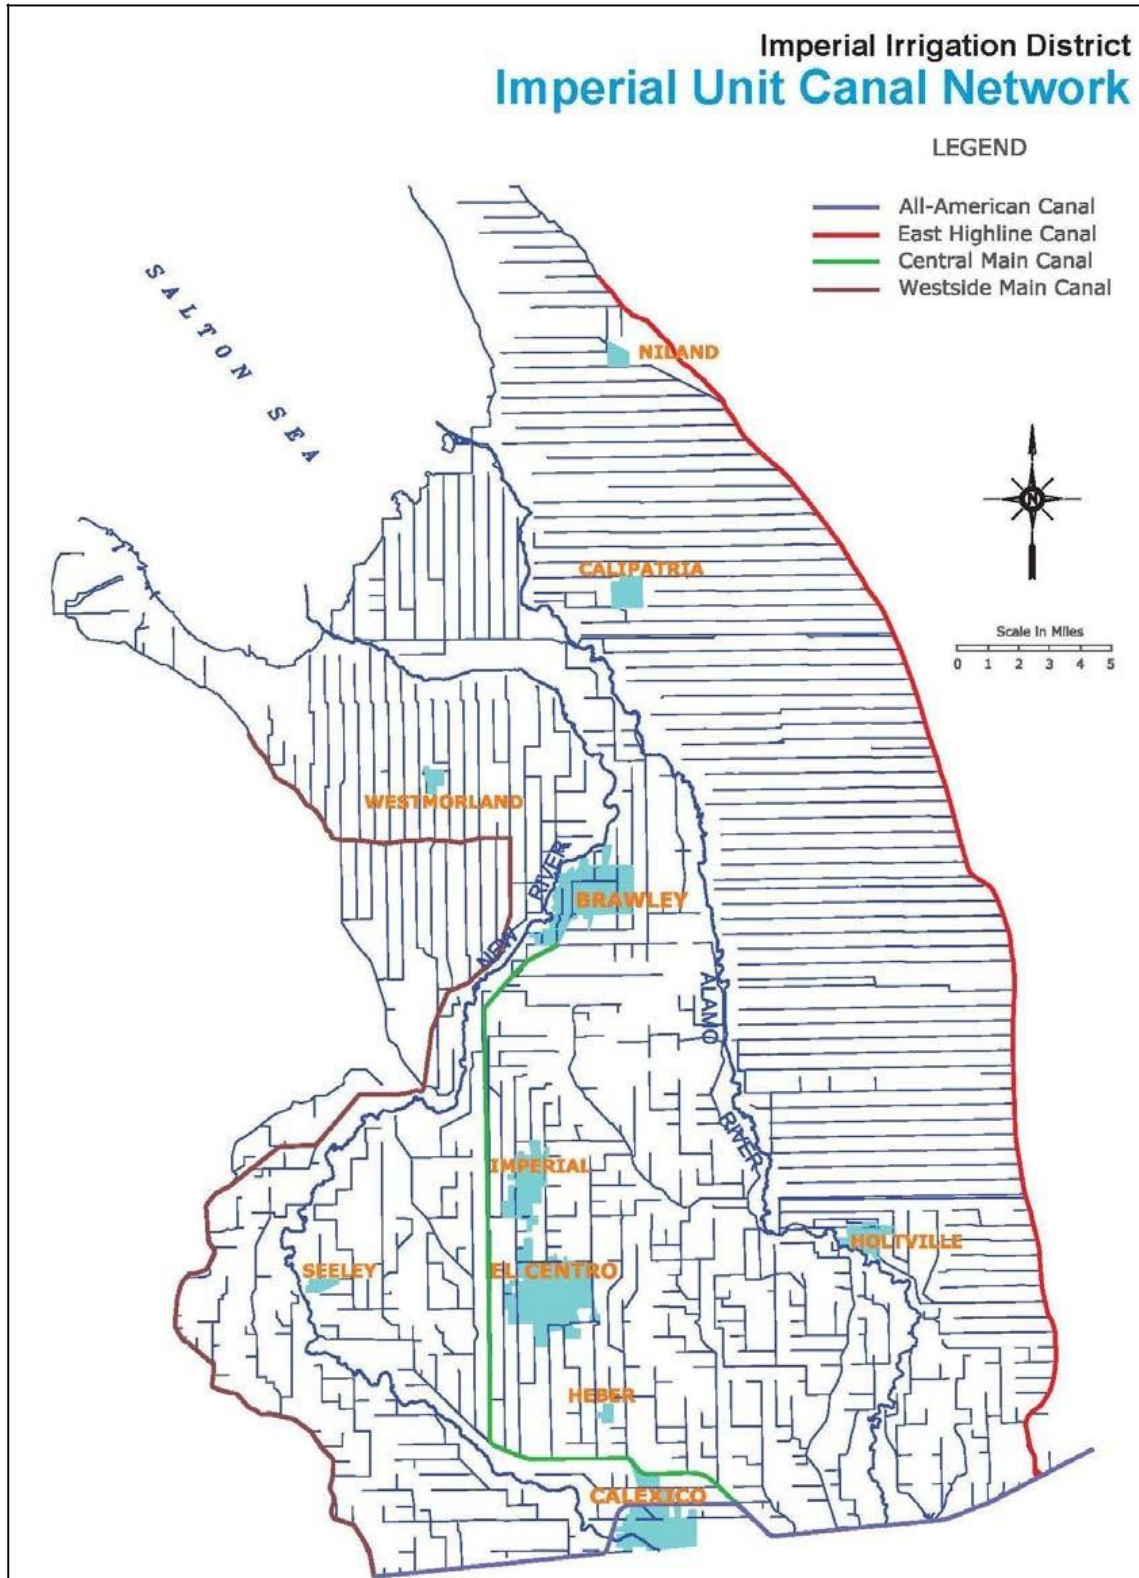 Imperial Irrigation District
Imperial Unit Canal Network
LEGEND
All-American Canal
East Highline Canal
Central Main Canal
Westside Main Canal
SALTON SEA
NILAND
N
CALIPATRIA
Scale in Miles
0 1 2 3 4 5
WESTMORLAND
NEW RIVER
BRAWLEY
ALAMO RIVER
IMPERIAL
HOLTVILLE
SEELEY
EL CENTRO
HEBER
CALEXICO